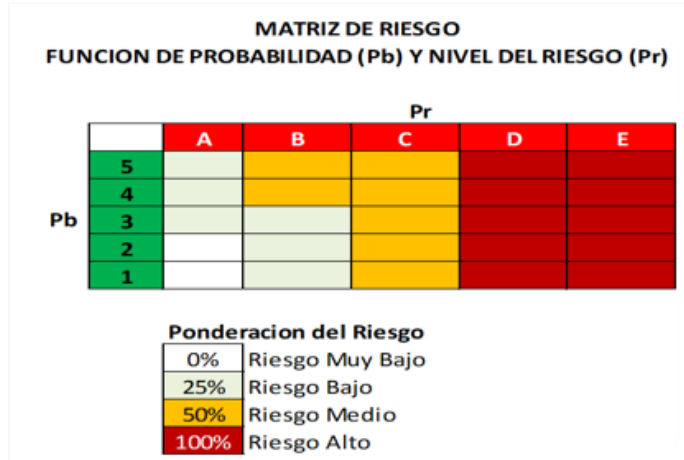 MATRIZ DE RIESGO
FUNCION DE PROBABILIDAD (Pb) Y NIVEL DEL RIESGO (Pr)
Pr
A B C D E
5
4
Pb 3
2
1
Ponderacion del Riesgo
0% Riesgo Muy Bajo
25% Riesgo Bajo
50% Riesgo Medio
100% Riesgo Alto